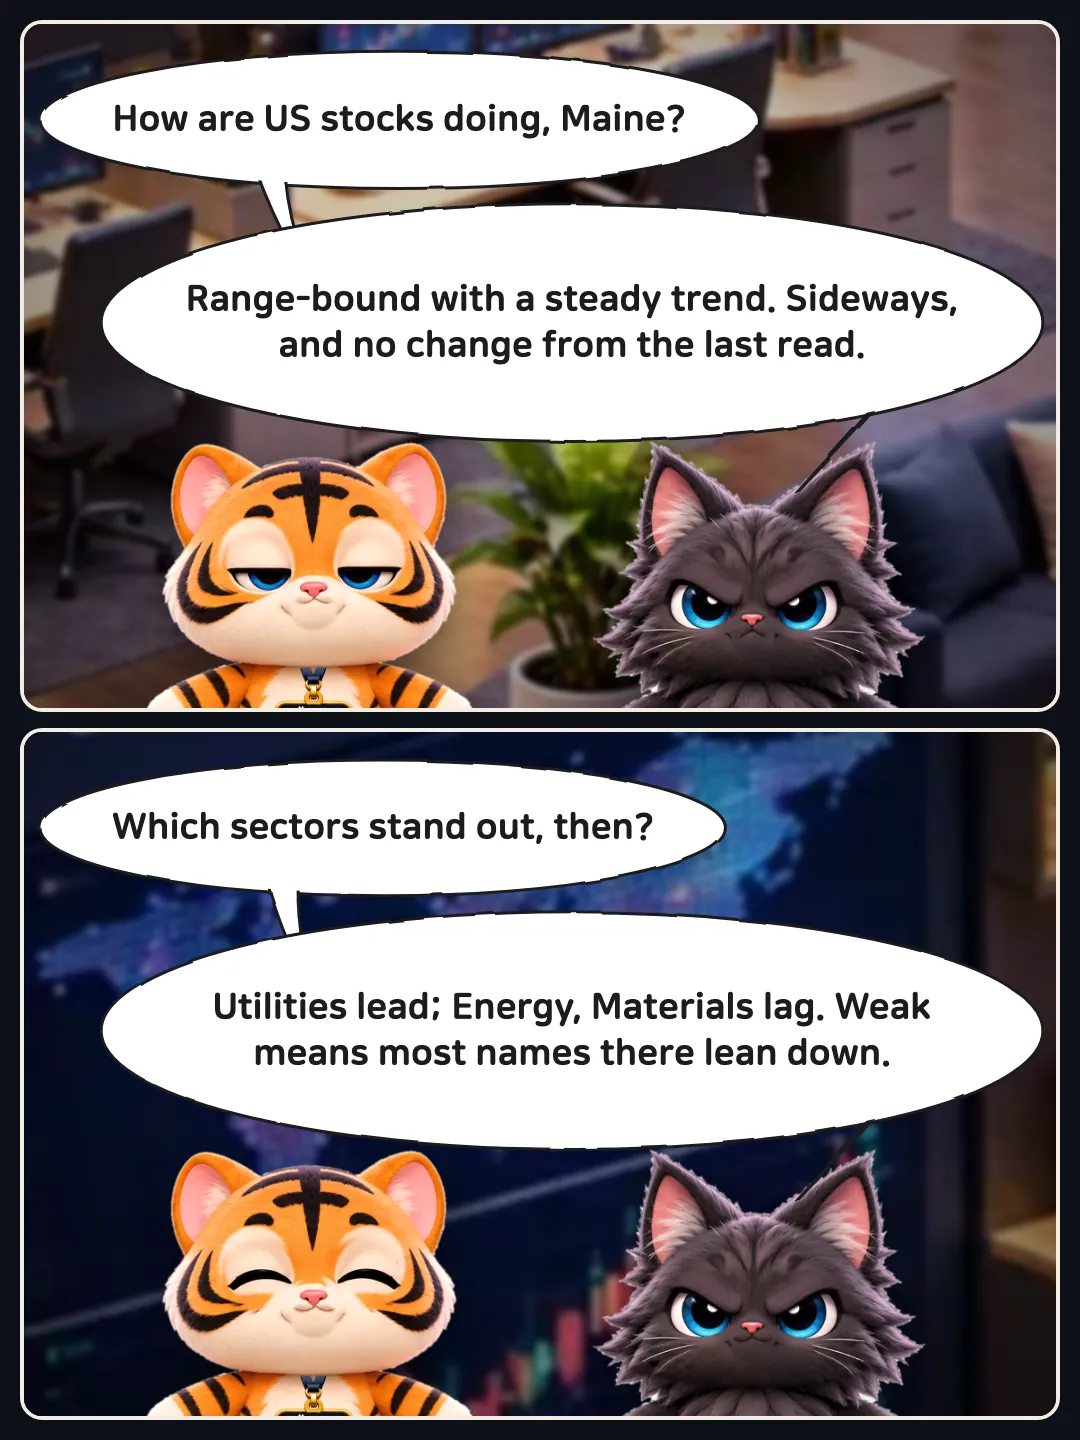 How are US stocks doing, Maine?
Range-bound with a steady trend. Sideways,
and no change from the last read.
Which sectors stand out, then?
Utilities lead; Energy, Materials lag. Weak
means most names there lean down.